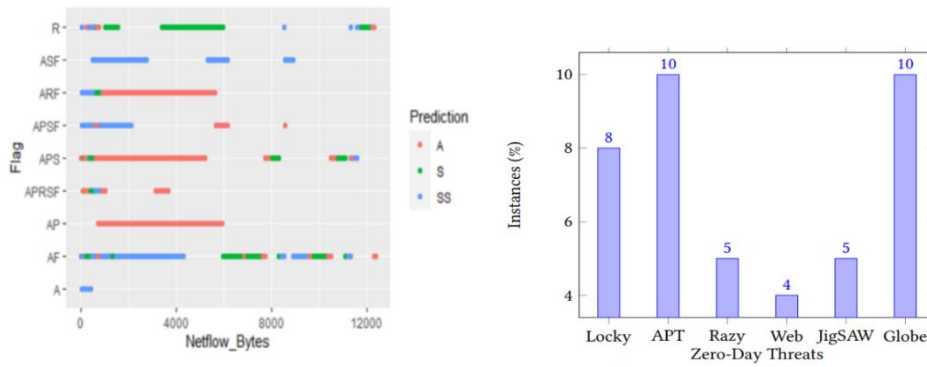 R
ASF
ARF
APSF
APS
APRSF
AP
AF
A
Flag
0 4000 8000 12000
Netflow_Bytes
Prediction
A
S
SS
10
8
6
4
Instances (%)
8 10 5 4 5 10
Locky APT Razy Web JigSAW Globe
Zero-Day Threats